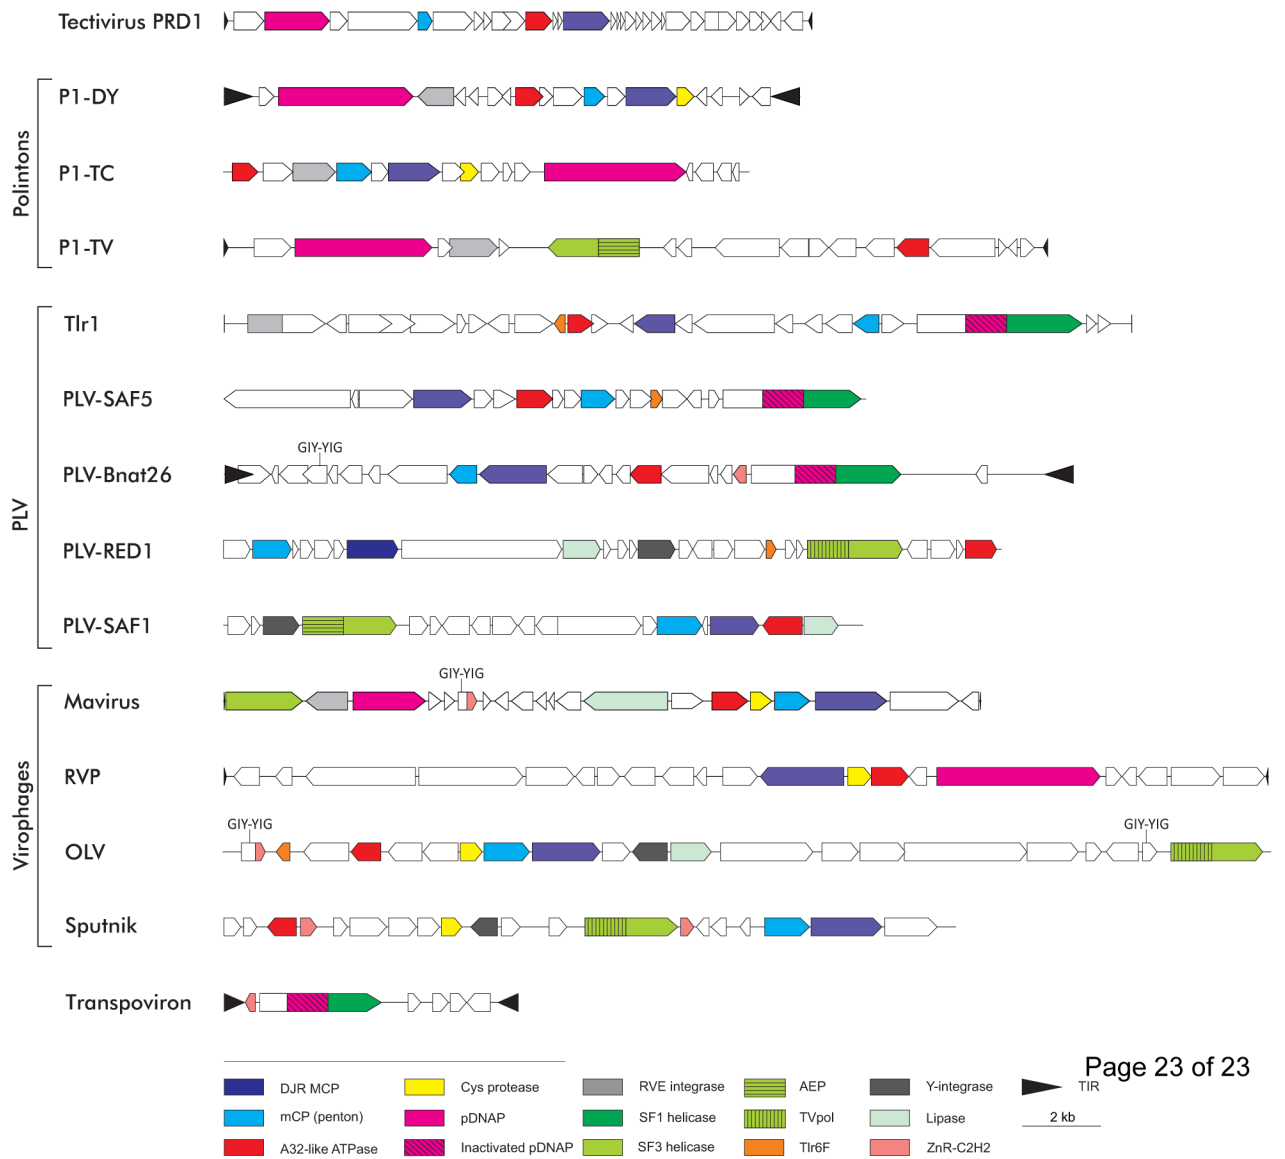 Tectivirus PRD1
Polintons
P1-DY
P1-TC
P1-TV
PLV
Tlr1
PLV-SAF5
GIY-YIG
PLV-Bnat26
PLV-RED1
PLV-SAF1
Virophages
GIY-YIG
Mavirus
RVP
GIY-YIG GIY-YIG
OLV
Sputnik
Transpoviron
Page 23 of 23
DJR MCP Cys protease RVE integrase AEP Y-integrase TIR
mCP (penton) pDNAP SF1 helicase TVpol Lipase 2 kb
A32-like ATPase Inactivated pDNAP SF3 helicase Tlr6F ZnR-C2H2